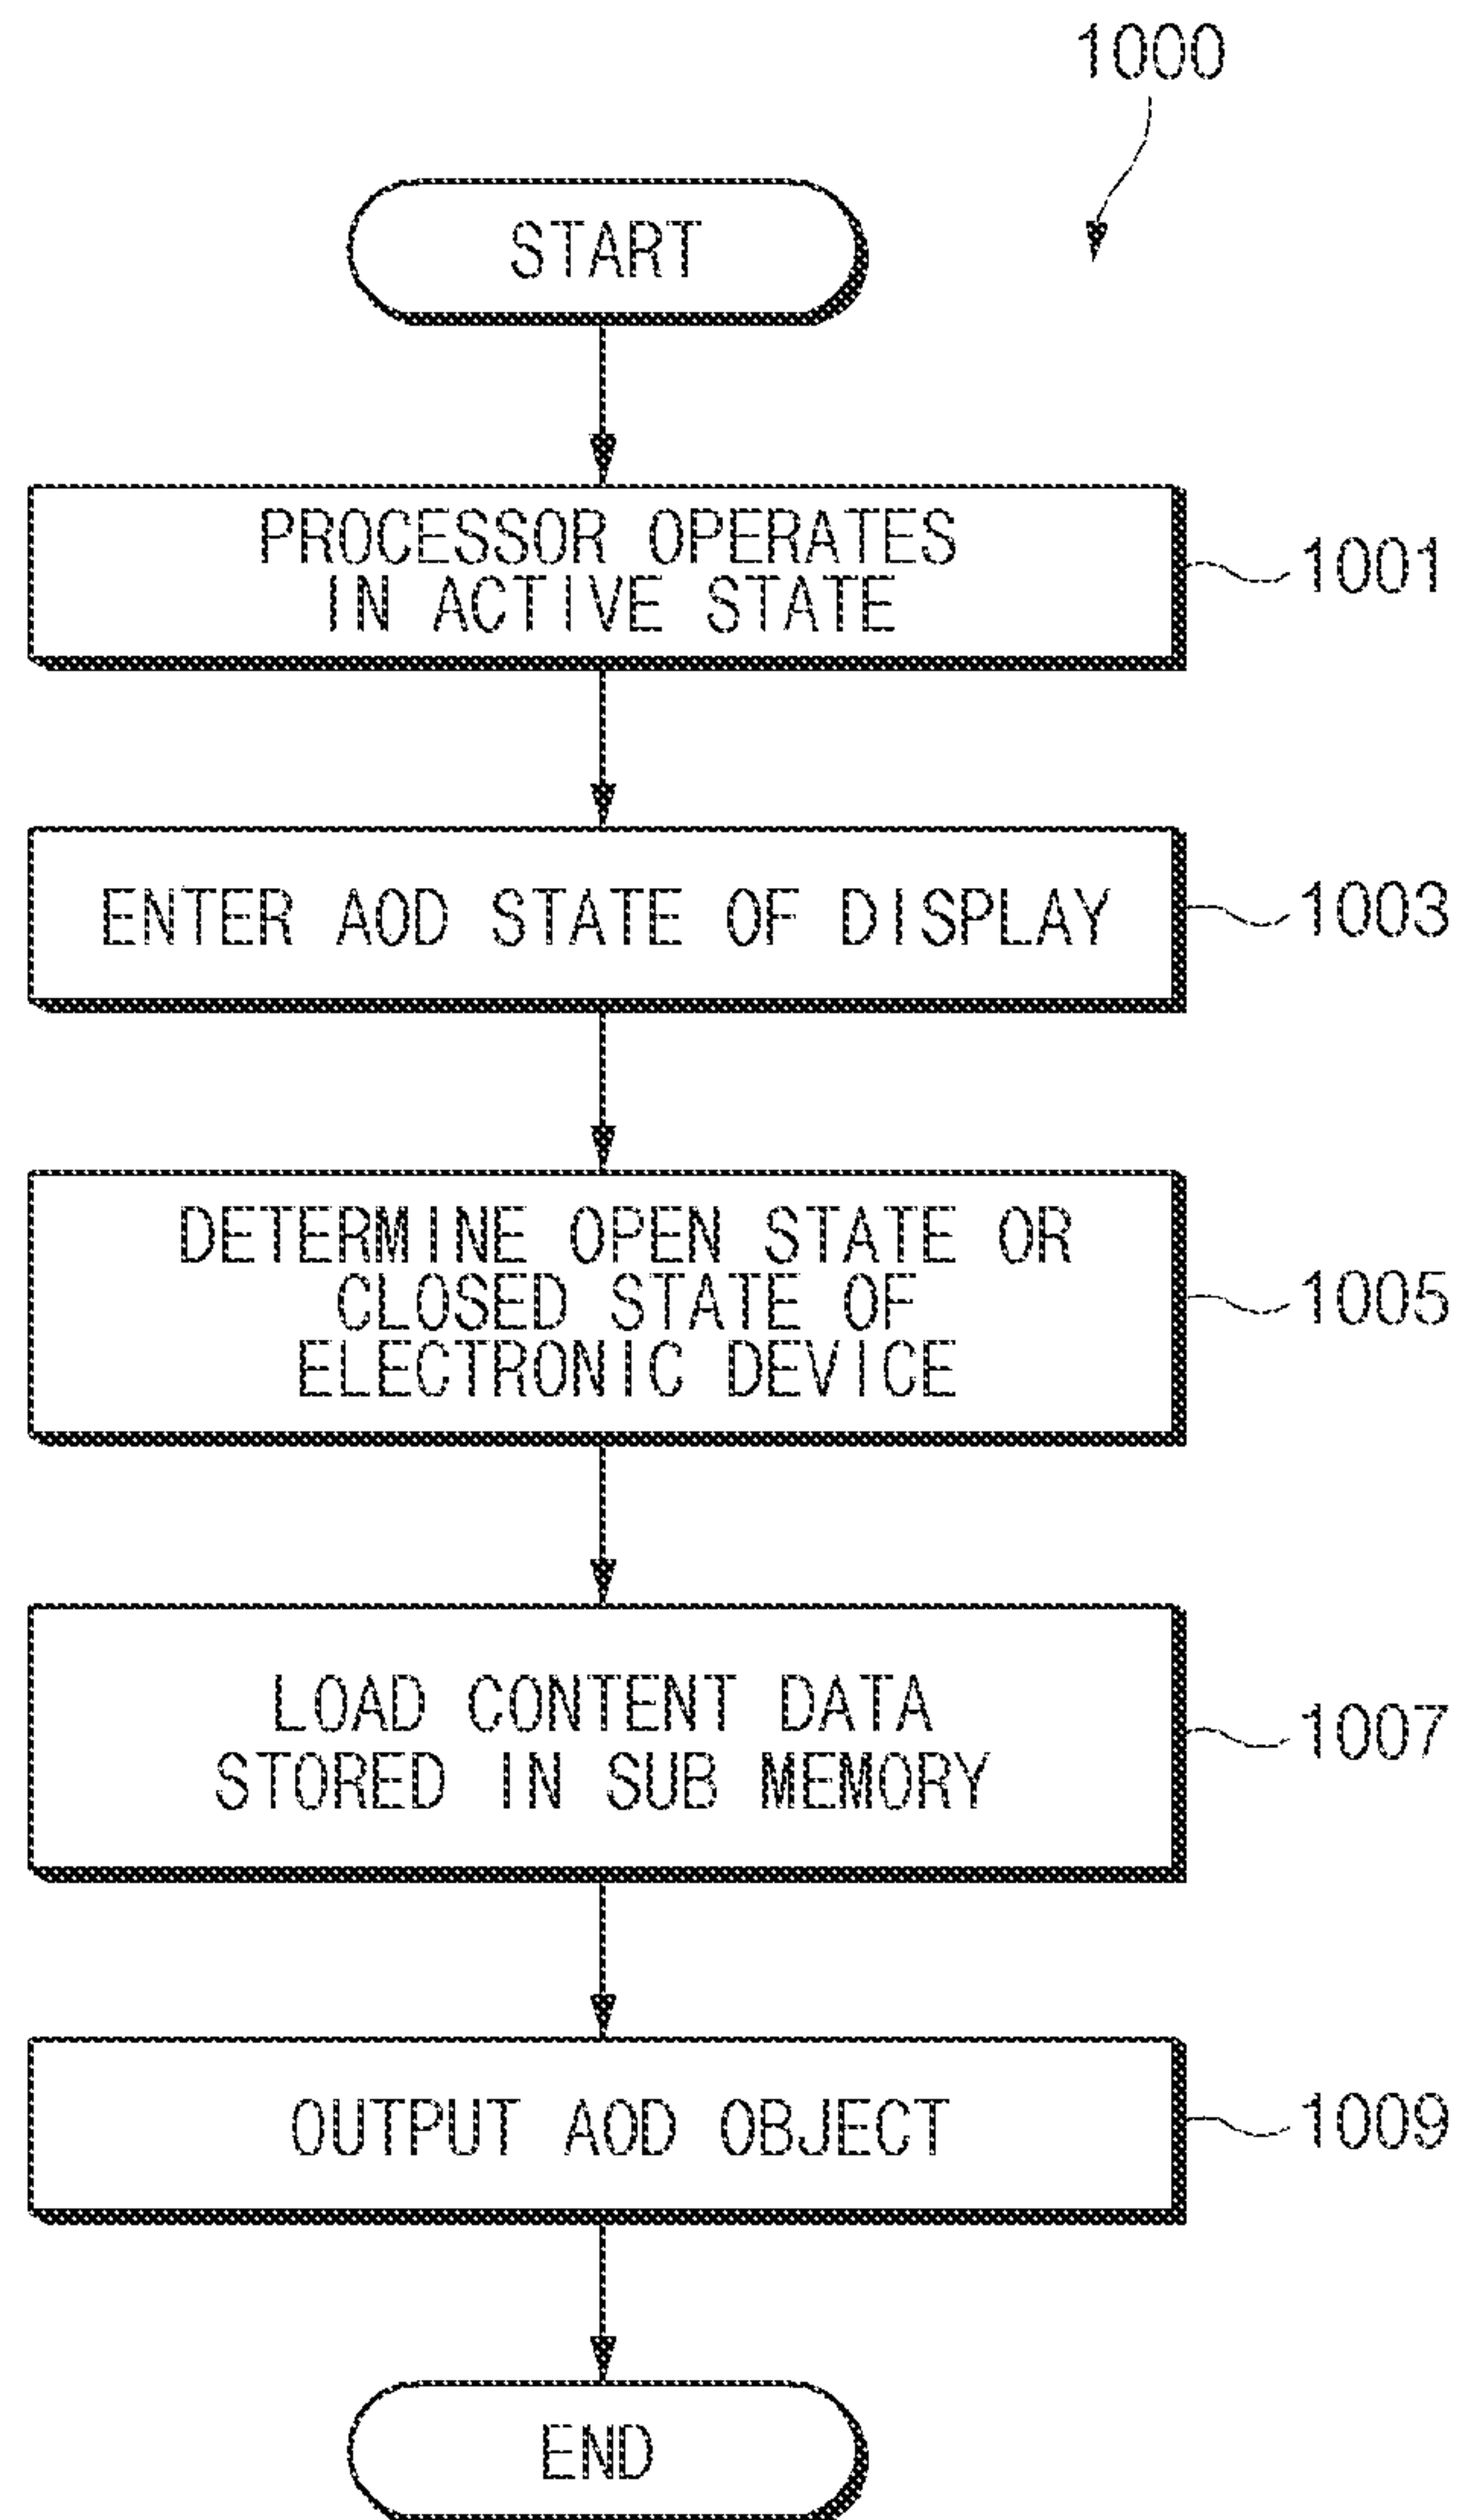 1000
START
PROCESSOR OPERATES
IN ACTIVE STATE
1001
ENTER AOD STATE OF DISPLAY
1003
DETERMINE OPEN STATE OR
CLOSED STATE OF
ELECTRONIC DEVICE
1005
LOAD CONTENT DATA
STORED IN SUB MEMORY
1007
OUTPUT AOD OBJECT
1009
END